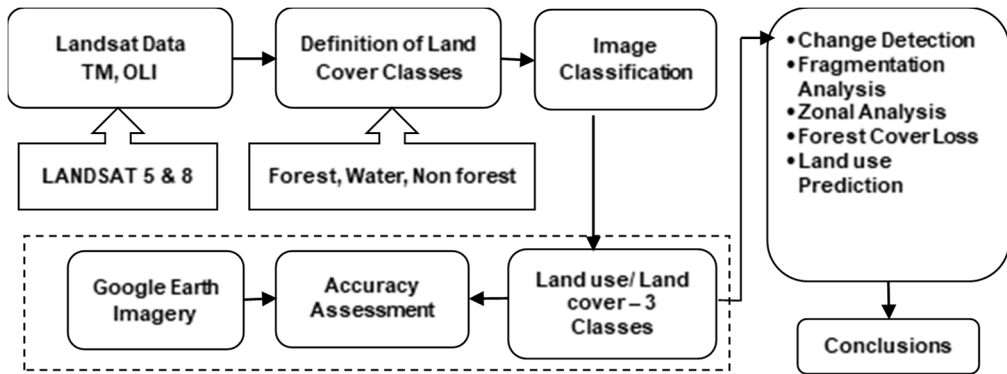 Landsat Data
TM, OLI
Definition of Land
Cover Classes
Image
Classification
LANDSAT 5 & 8
Forest, Water, Non forest
•Change Detection
•Fragmentation
Analysis
•Zonal Analysis
•Forest Cover Loss
•Land use
Prediction
Google Earth
Imagery
Accuracy
Assessment
Land use/ Land
cover – 3
Classes
Conclusions